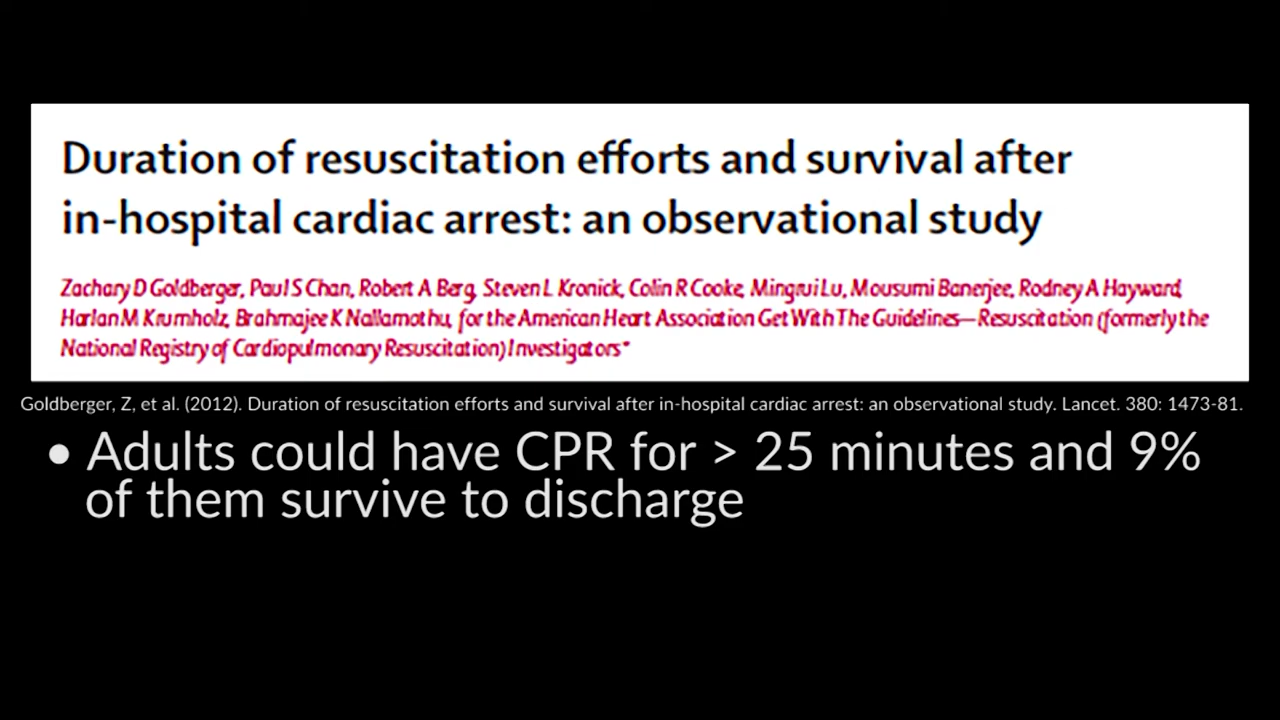 Duration of resuscitation efforts and survival after
in-hospital cardiac arrest: an observational study
Zachary D Goldberger, Paul S Chan, Robert A Berg, Steven L Kronick, Colin R Cooke, Mingrui Lu, Mousumi Banerjee, Rodney A Hayward,
Harlan M Krumholz, Brahmajee K Nallamothu, for the American Heart Association Get With The Guidelines—Resuscitation (formerly the
National Registry of Cardiopulmonary Resuscitation) Investigators*
Goldberger, Z, et al. (2012). Duration of resuscitation efforts and survival after in-hospital cardiac arrest: an observational study. Lancet. 380: 1473-81.
• Adults could have CPR for > 25 minutes and 9%
of them survive to discharge